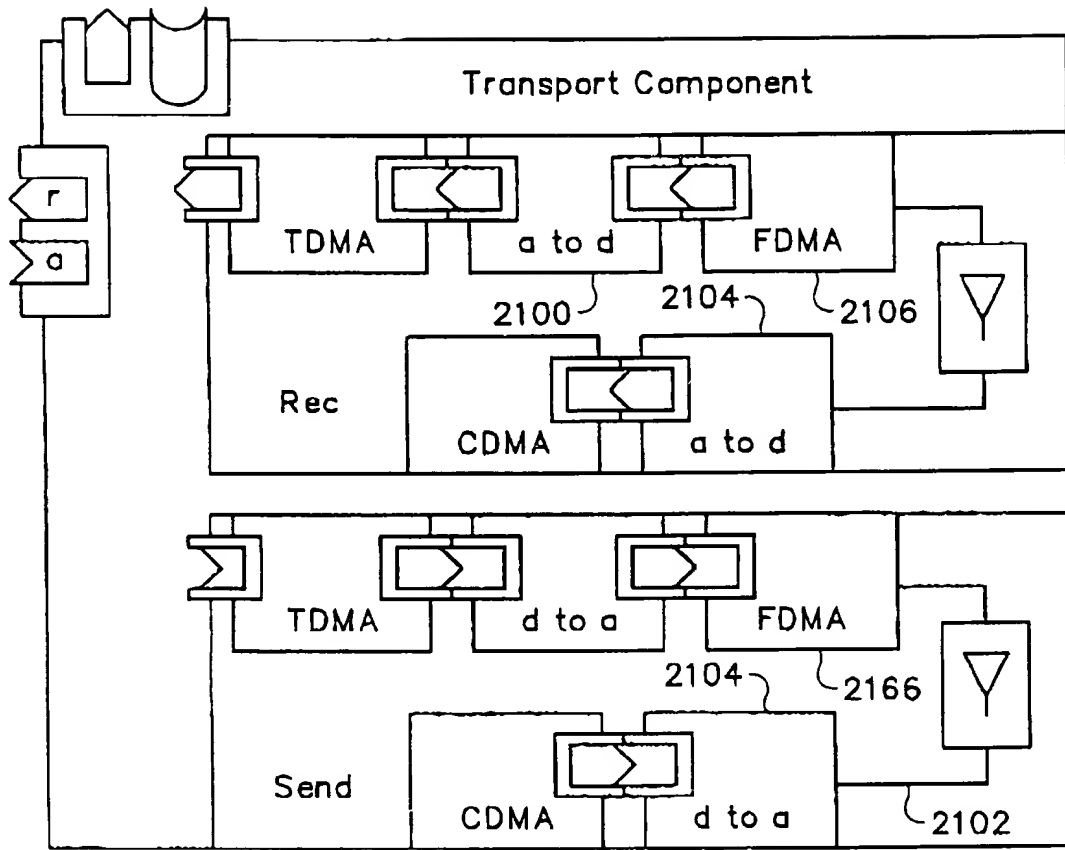 Transport Component
r
a
TDMA
a to d
FDMA
2100
2104
2106
Rec
CDMA
a to d
TDMA
d to a
FDMA
2104
2166
Send
CDMA
d to a
2102